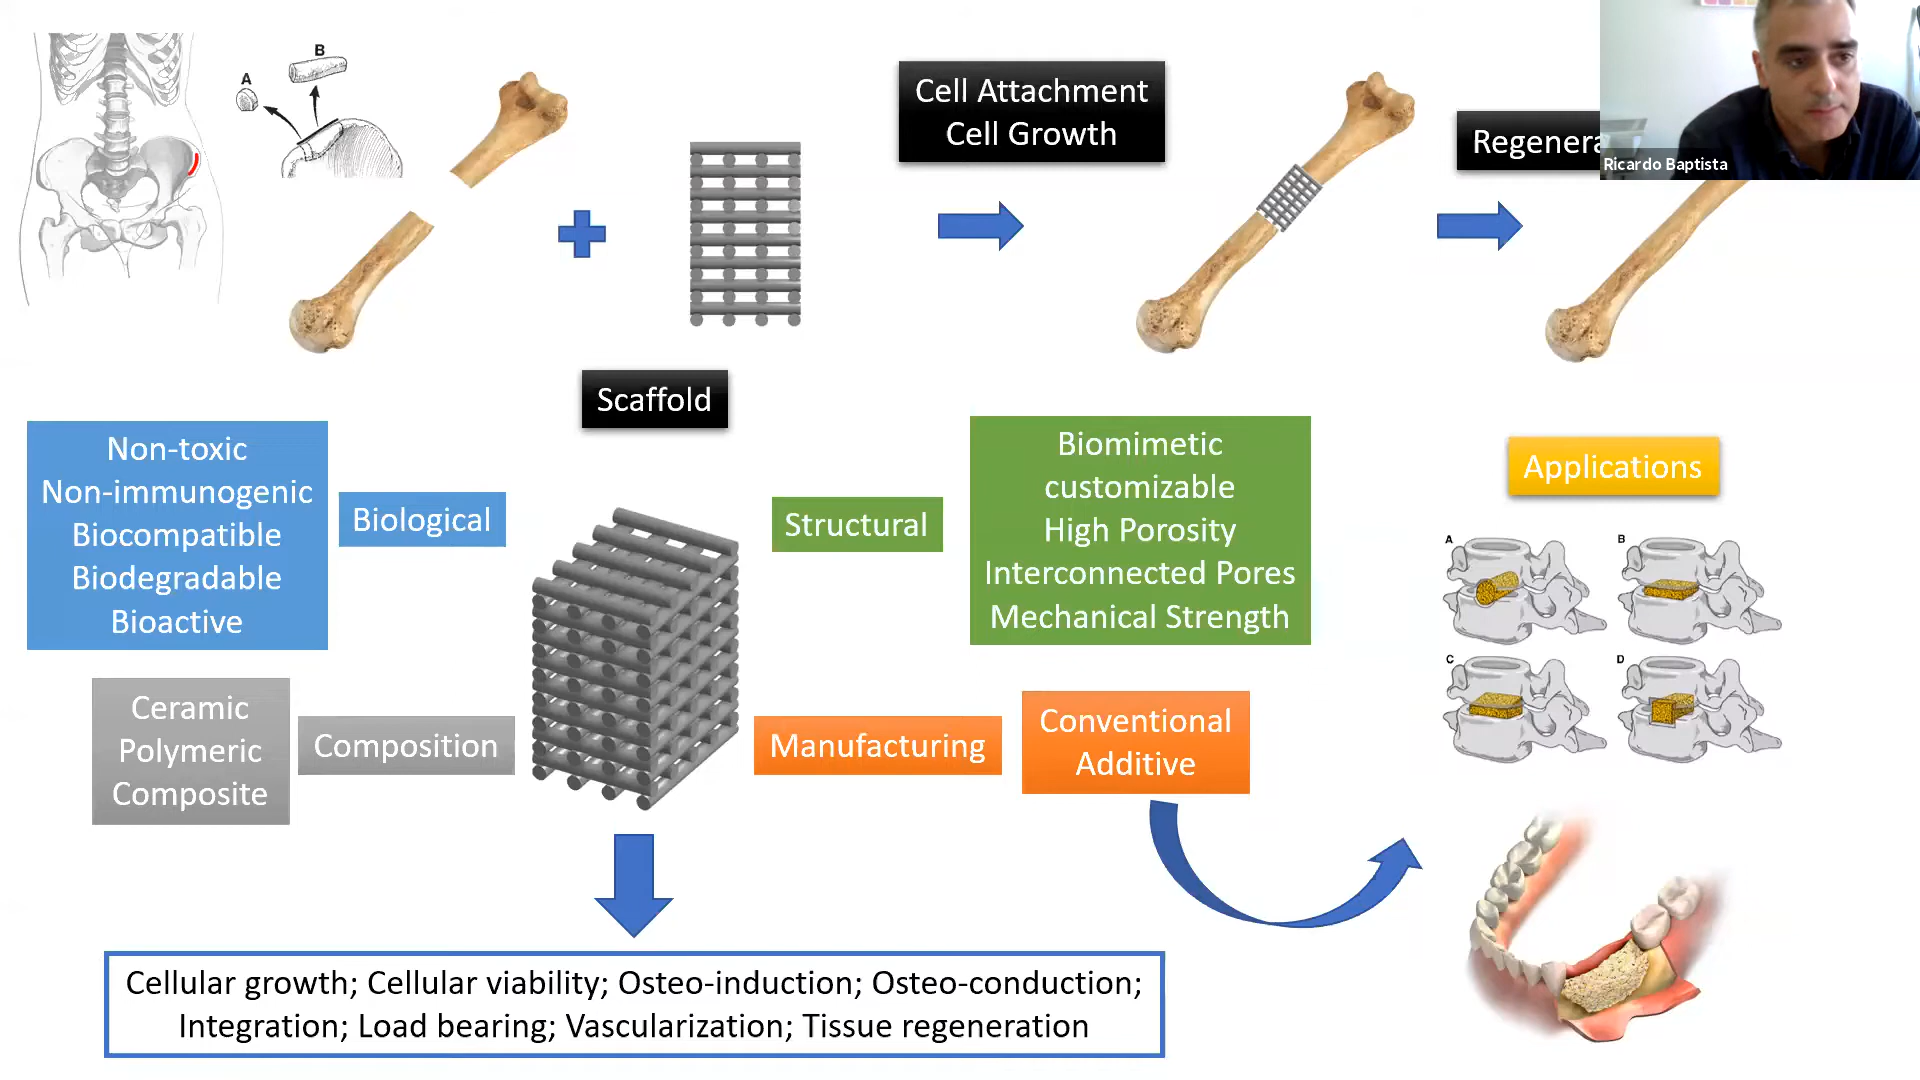 A
B
Cell Attachment
Cell Growth
Ricardo Baptista
Scaffold
Non-toxic
Non-immunogenic
Biocompatible
Biodegradable
Bioactive
Biological
Structural
Biomimetic
customizable
High Porosity
Interconnected Pores
Mechanical Strength
Applications
A
B
C
D
Ceramic
Polymeric
Composite
Composition
Manufacturing
Conventional
Additive
Cellular growth; Cellular viability; Osteo-induction; Osteo-conduction;
Integration; Load bearing; Vascularization; Tissue regeneration